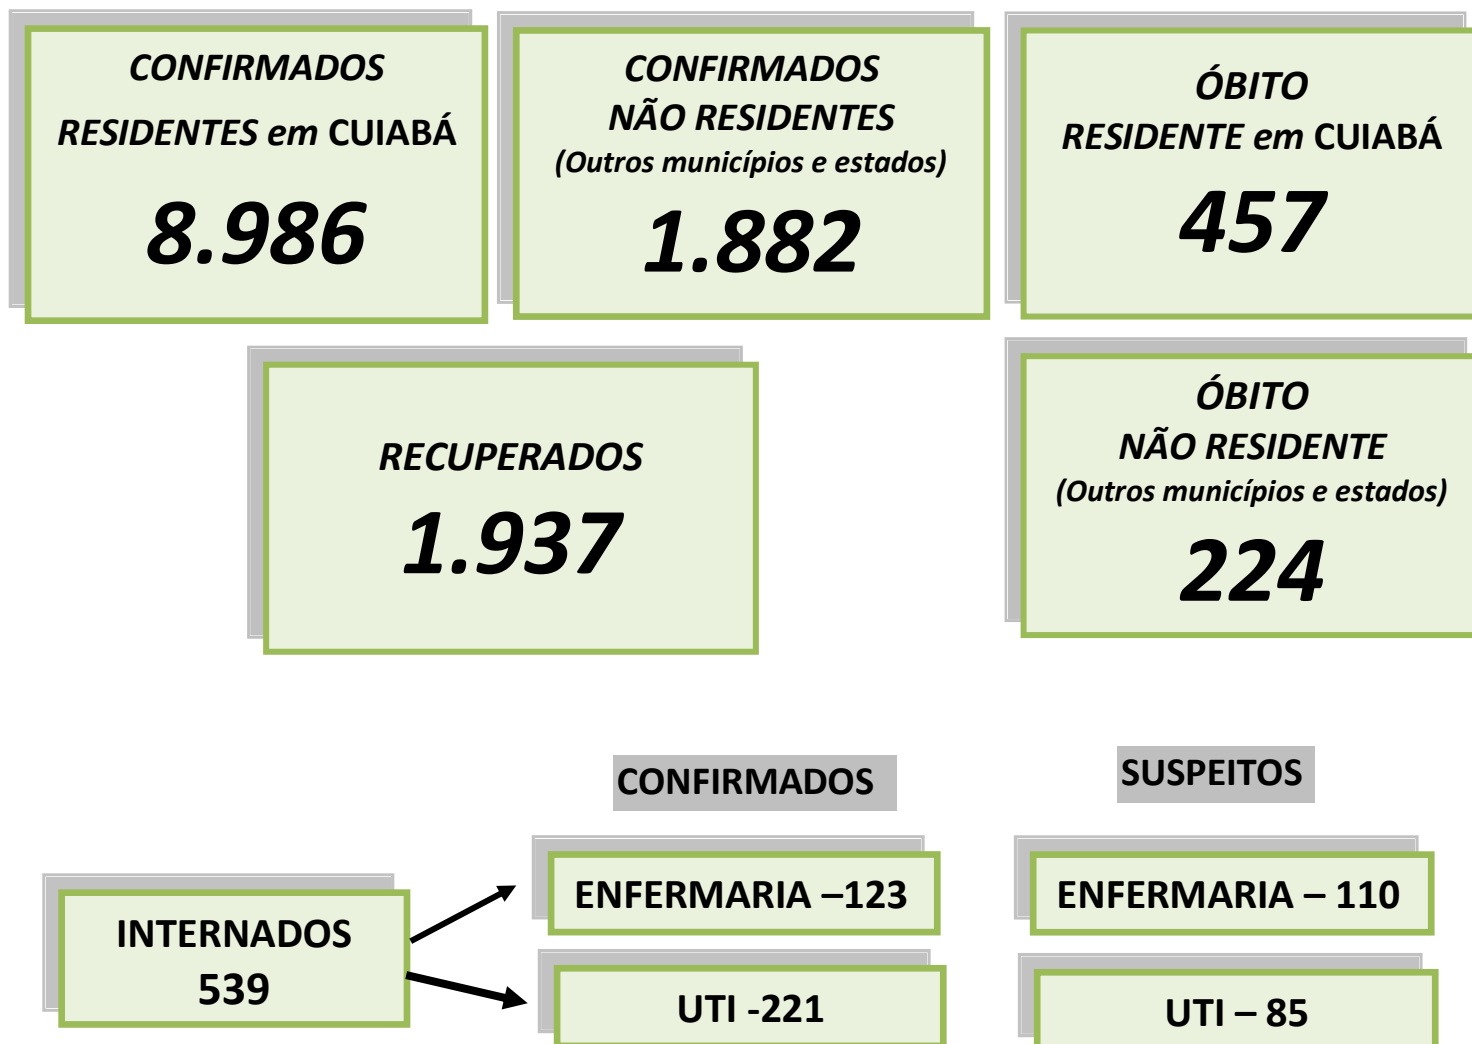 CONFIRMADOS
RESIDENTES em CUIABÁ
8.986
CONFIRMADOS
NÃO RESIDENTES
(Outros municípios e estados)
1.882
ÓBITO
RESIDENTE em CUIABÁ
457
RECUPERADOS
1.937
ÓBITO
NÃO RESIDENTE
(Outros municípios e estados)
224
CONFIRMADOS
SUSPEITOS
INTERNADOS
539
ENFERMARIA –123
ENFERMARIA – 110
UTI -221
UTI – 85